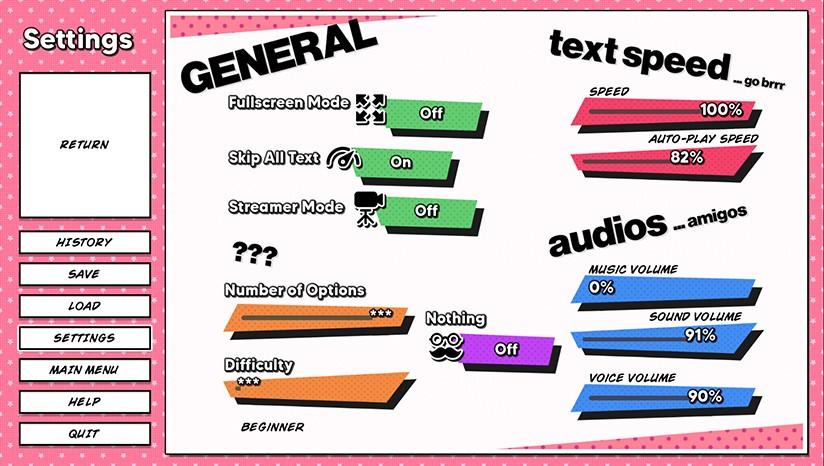 Settings
RETURN
HISTORY
SAVE
LOAD
SETTINGS
MAIN MENU
HELP
QUIT
GENERAL
Fullscreen Mode Off
Skip All Text On
Streamer Mode Off
???
Number of Options
***
Difficulty
***
BEGINNER
Nothing
Off
text speed ... go brrr
SPEED
100%
AUTO-PLAY SPEED
82%
audios ... amigos
MUSIC VOLUME
0%
SOUND VOLUME
91%
VOICE VOLUME
90%